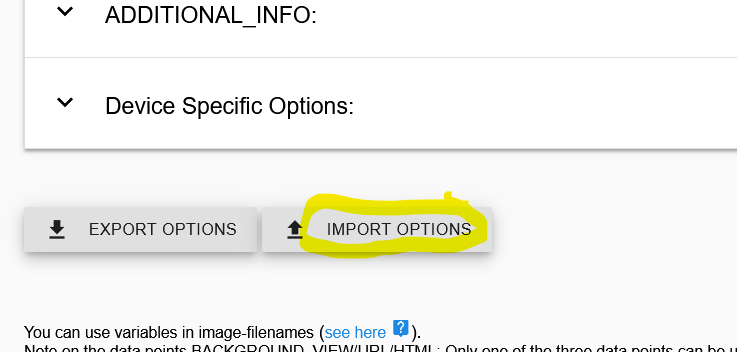 ADDITIONAL_INFO:
Device Specific Options:
EXPORT OPTIONS IMPORT OPTIONS
You can use variables in image-filenames (see here ?).
Note on the data points BACKGROUND_VIEW/URL/HTML: Only one of the three data points can be u